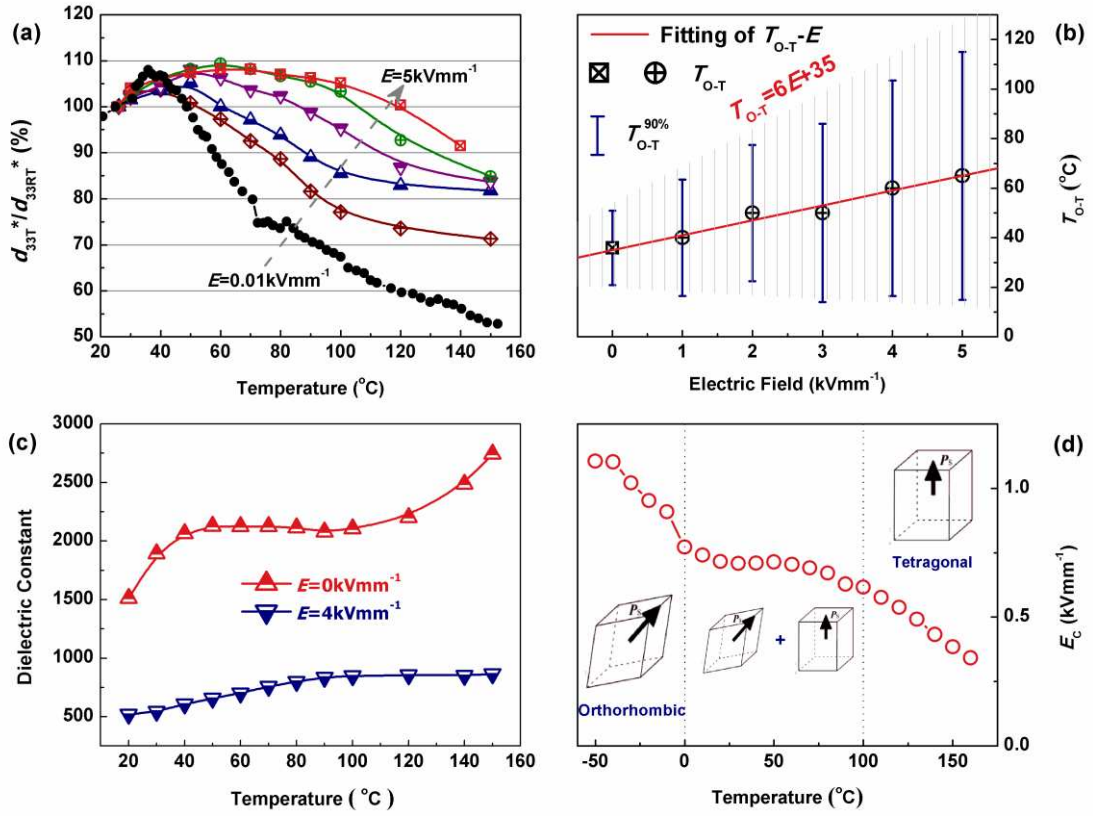 (a)
110
100
90
80
70
60
50
20 40 60 80 100 120 140 160
d33T*/d33RT* (%)
Temperature (°C)
E=5kVmm-1
E=0.01kVmm-1
(b)
Fitting of TO-T-E
TO-T
TO-T 90%
TO-T=6E+35
120
100
80
60
40
20
0
0 1 2 3 4 5
TO-T (°C)
Electric Field (kVmm-1)
(c)
3000
2500
2000
1500
1000
500
20 40 60 80 100 120 140 160
Dielectric Constant
Temperature ( °C)
E=0kVmm-1
E=4kVmm-1
(d)
PS
Tetragonal
PS
PS
+
PS
Orthorhombic
1.0
0.5
0.0
-50 0 50 100 150
EC (kVmm-1)
Temperature (°C)